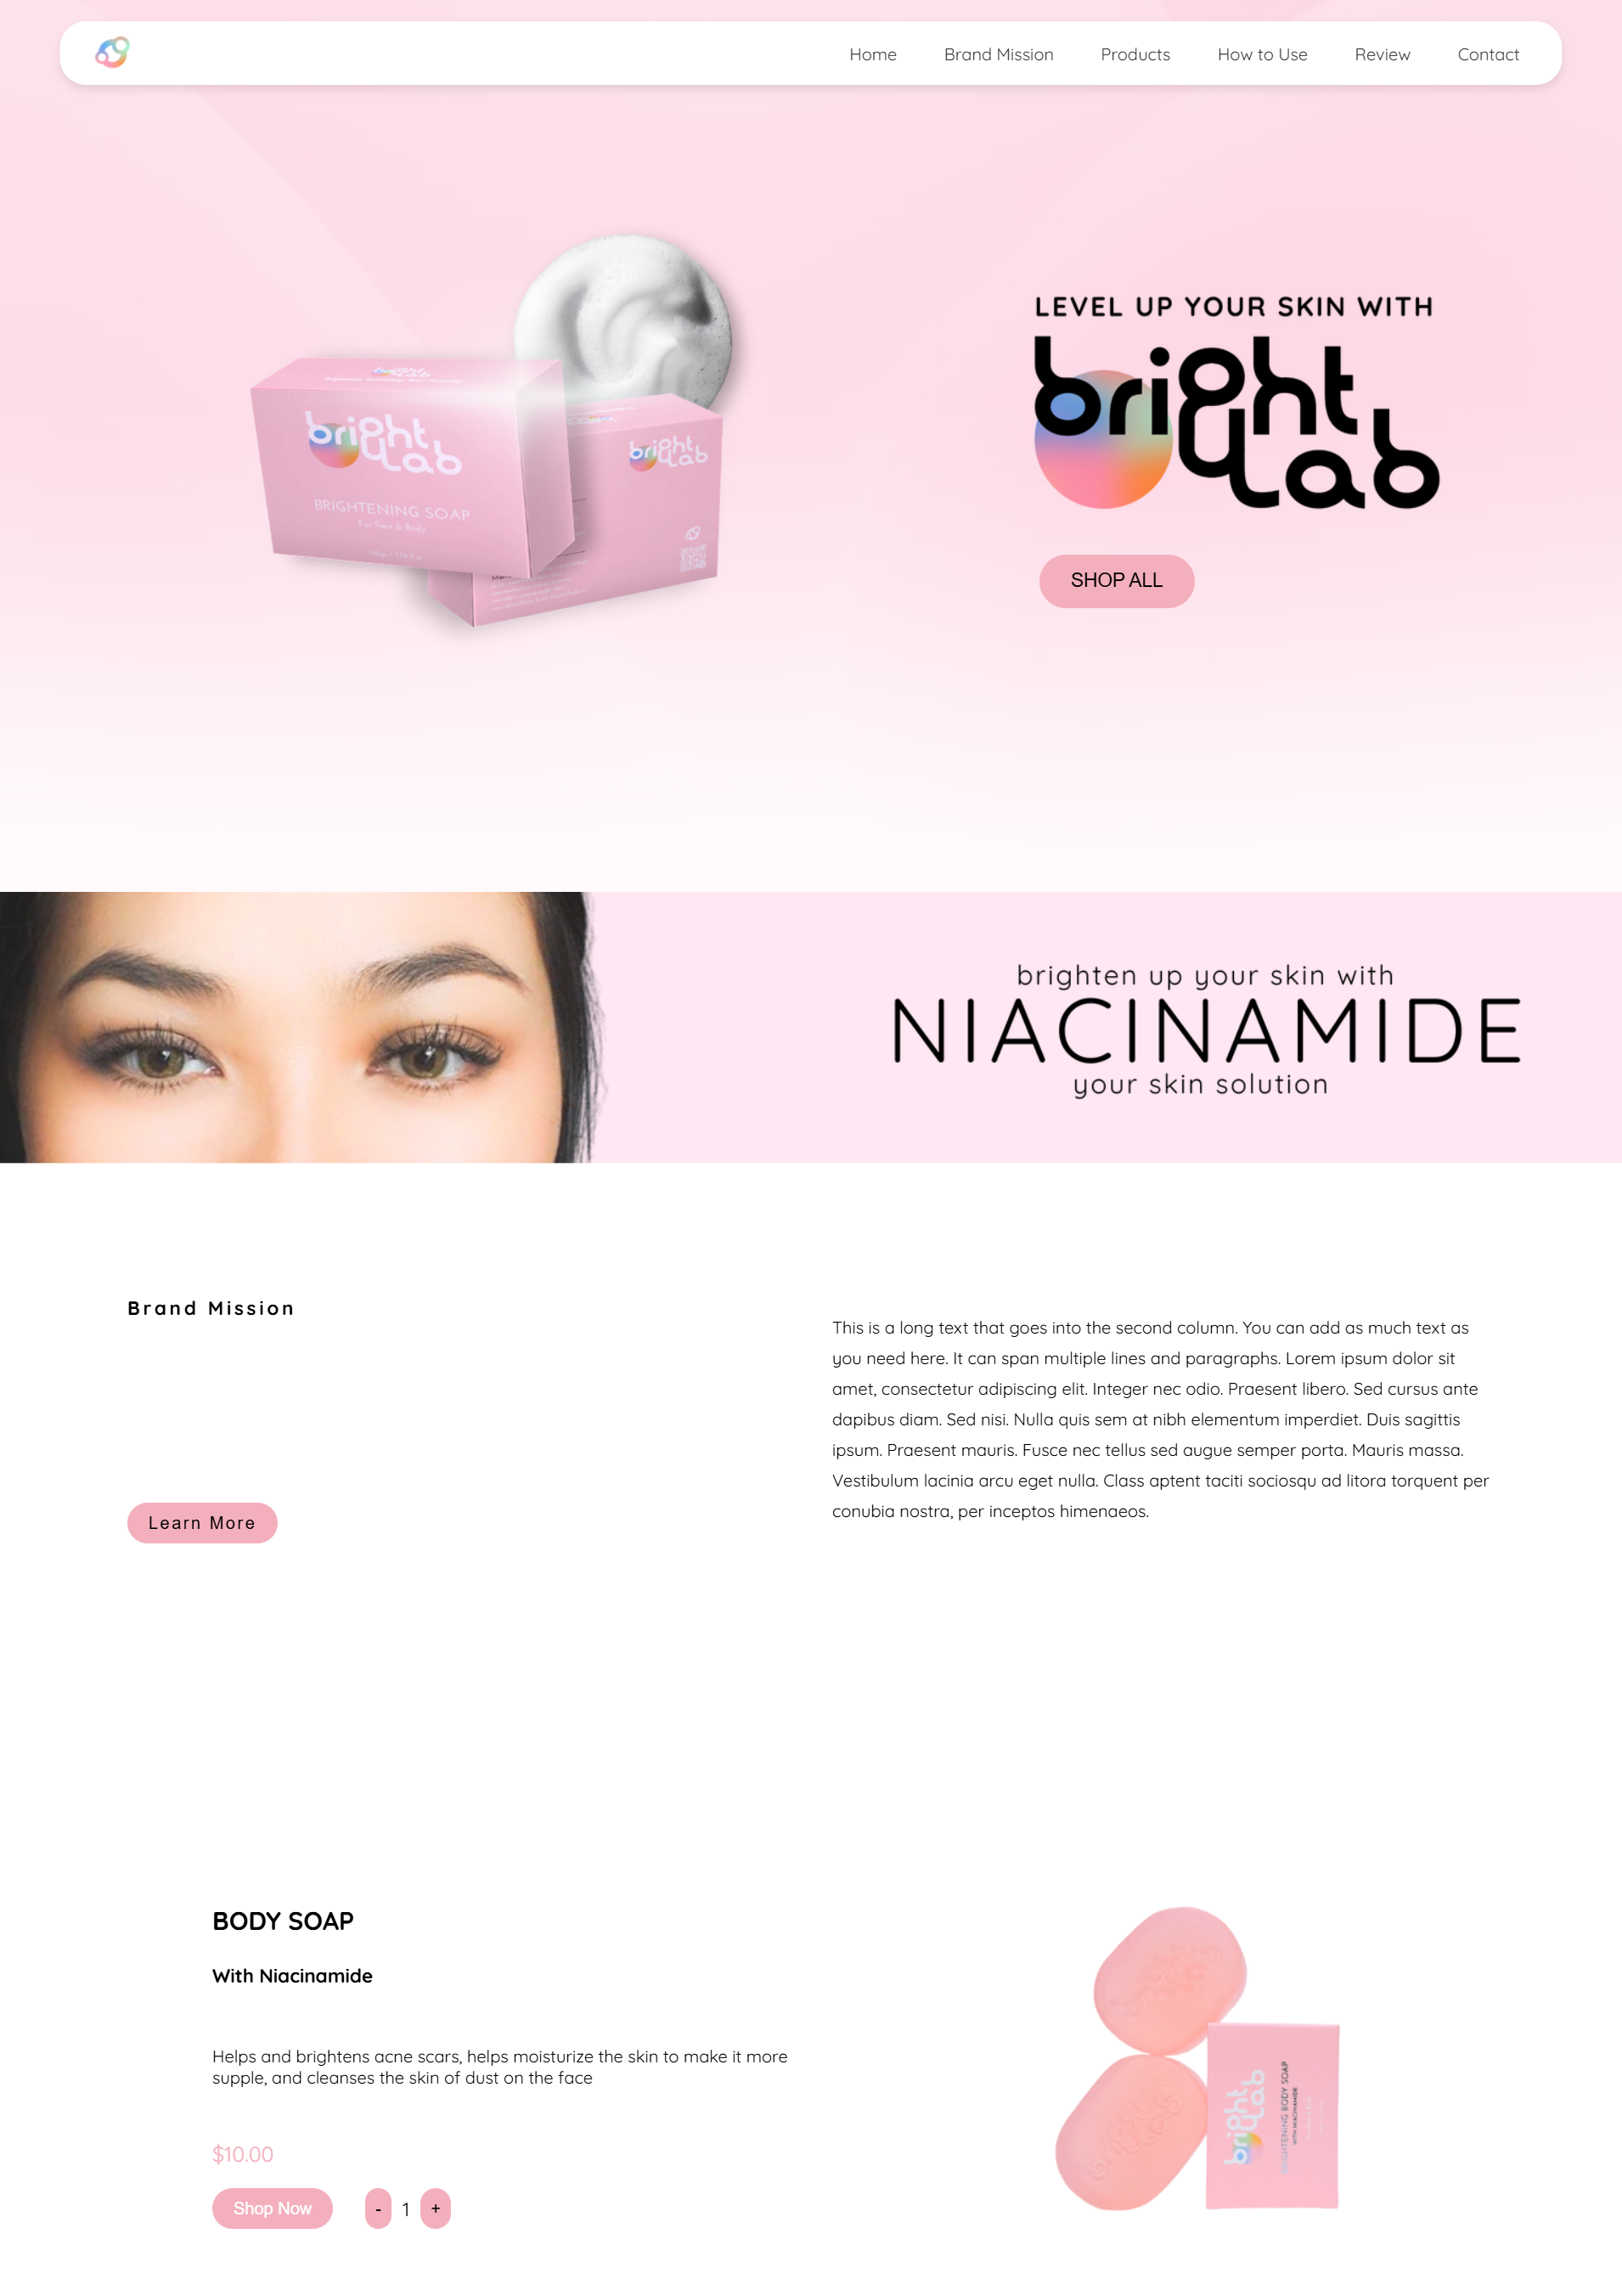 Home Brand Mission Products How to Use Review Contact
LEVEL UP YOUR SKIN WITH
bright
lab
bright
lab
BRIGHTENING SOAP
For Face & Body
bright
lab
SHOP ALL
brighten up your skin with
NIACINAMIDE
your skin solution
Brand Mission
Learn More
This is a long text that goes into the second column. You can add as much text as
you need here. It can span multiple lines and paragraphs. Lorem ipsum dolor sit
amet, consectetur adipiscing elit. Integer nec odio. Praesent libero. Sed cursus ante
dapibus diam. Sed nisi. Nulla quis sem at nibh elementum imperdiet. Duis sagittis
ipsum. Praesent mauris. Fusce nec tellus sed augue semper porta. Mauris massa.
Vestibulum lacinia arcu eget nulla. Class aptent taciti sociosqu ad litora torquent per
conubia nostra, per inceptos himenaeos.
BODY SOAP
With Niacinamide
Helps and brightens acne scars, helps moisturize the skin to make it more
supple, and cleanses the skin of dust on the face
$10.00
Shop Now - 1 +
bright
lab
BRIGHTENING BODY SOAP
WITH NIACINAMIDE